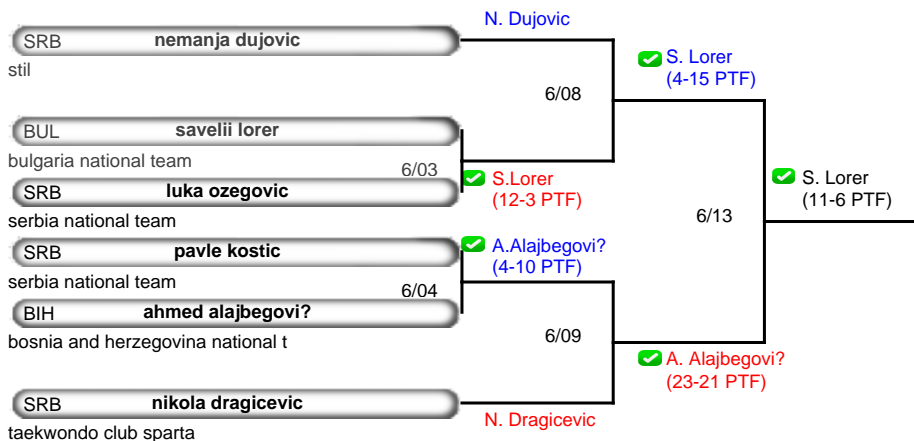 N. Dujovic
SRB nemanja dujovic
stil
S. Lorer
(4-15 PTF)
6/08
BUL savelii lorer
bulgaria national team
6/03
S.Lorer
(12-3 PTF)
SRB luka ozegovic
serbia national team
S. Lorer
(11-6 PTF)
6/13
SRB pavle kostic
serbia national team
A.Alajbegovi?
(4-10 PTF)
6/04
BIH ahmed alajbegovi?
bosnia and herzegovina national t
6/09
A. Alajbegovi?
(23-21 PTF)
SRB nikola dragicevic
taekwondo club sparta
N. Dragicevic